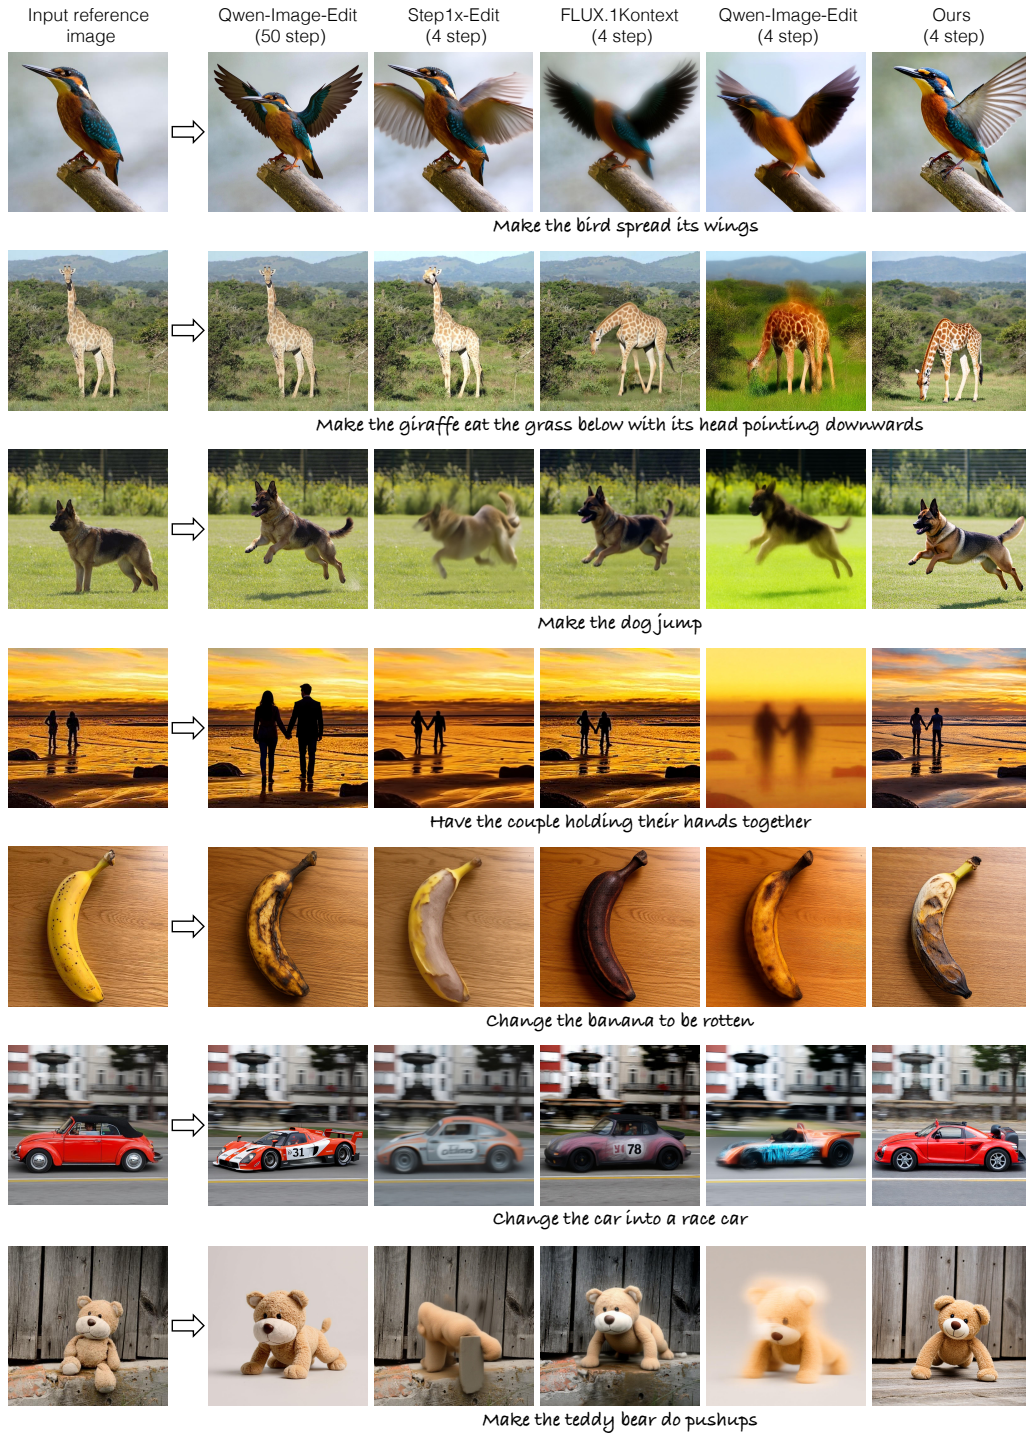 Input reference image
Qwen-Image-Edit (50 step)
Step1x-Edit (4 step)
FLUX.1Kontext (4 step)
Qwen-Image-Edit (4 step)
Ours (4 step)
Make the bird spread its wings
Make the giraffe eat the grass below with its head pointing downwards
Make the dog jump
Have the couple holding their hands together
Change the banana to be rotten
31
78
Change the car into a race car
Make the teddy bear do pushups